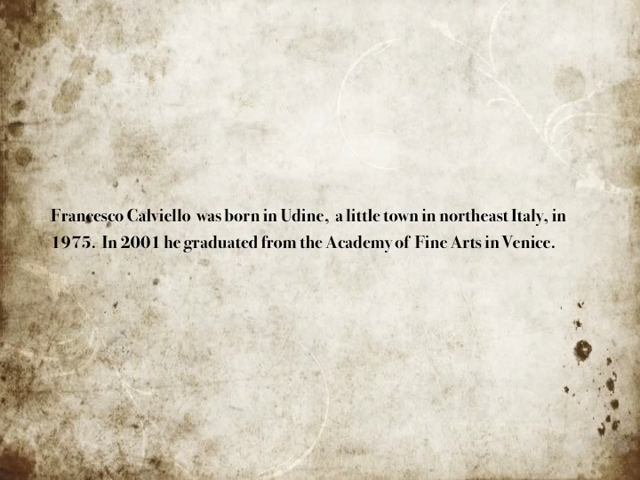 Francesco Calviello was born in Udine, a little town in northeast Italy, in
1975. In 2001 he graduated from the Academy of Fine Arts in Venice.